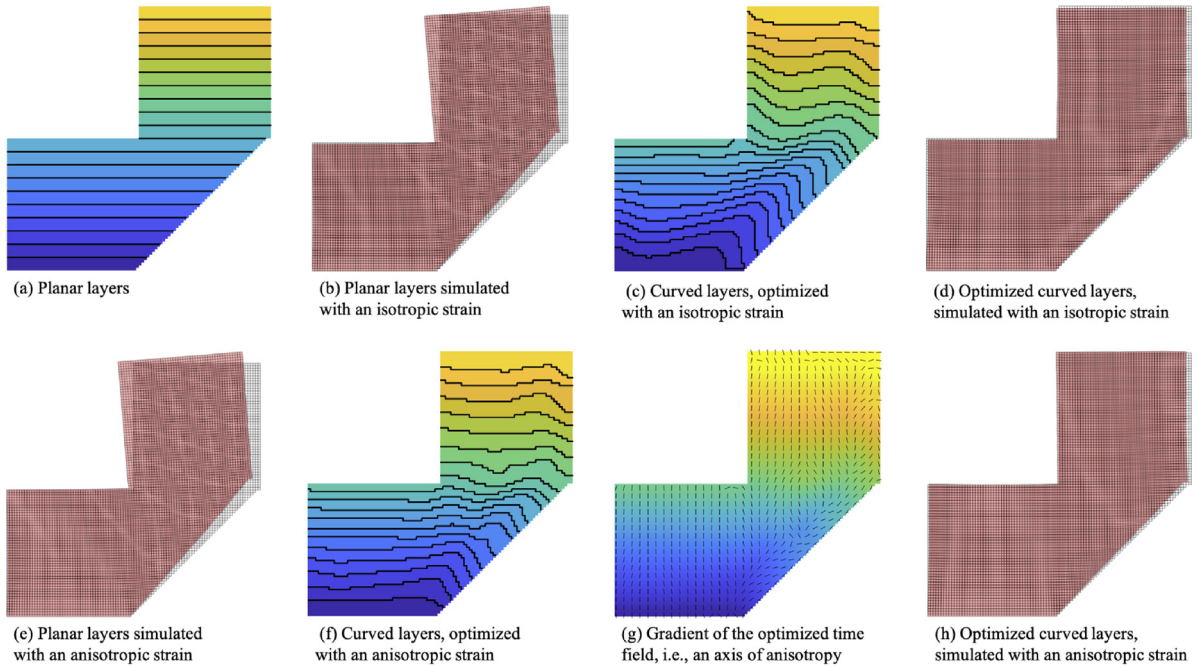 (a) Planar layers
(b) Planar layers simulated
with an isotropic strain
(c) Curved layers, optimized
with an isotropic strain
(d) Optimized curved layers,
simulated with an isotropic strain
(e) Planar layers simulated
with an anisotropic strain
(f) Curved layers, optimized
with an anisotropic strain
(g) Gradient of the optimized time
field, i.e., an axis of anisotropy
(h) Optimized curved layers,
simulated with an anisotropic strain